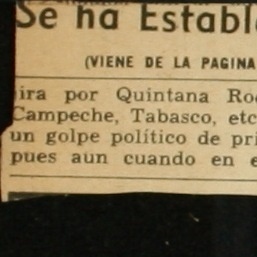 Se ha Establ
(VIENE DE LA PAGINA
jira por Quintana Ro
Campeche, Tabasco, etc
un golpe político de pri
pues aun cuando en e